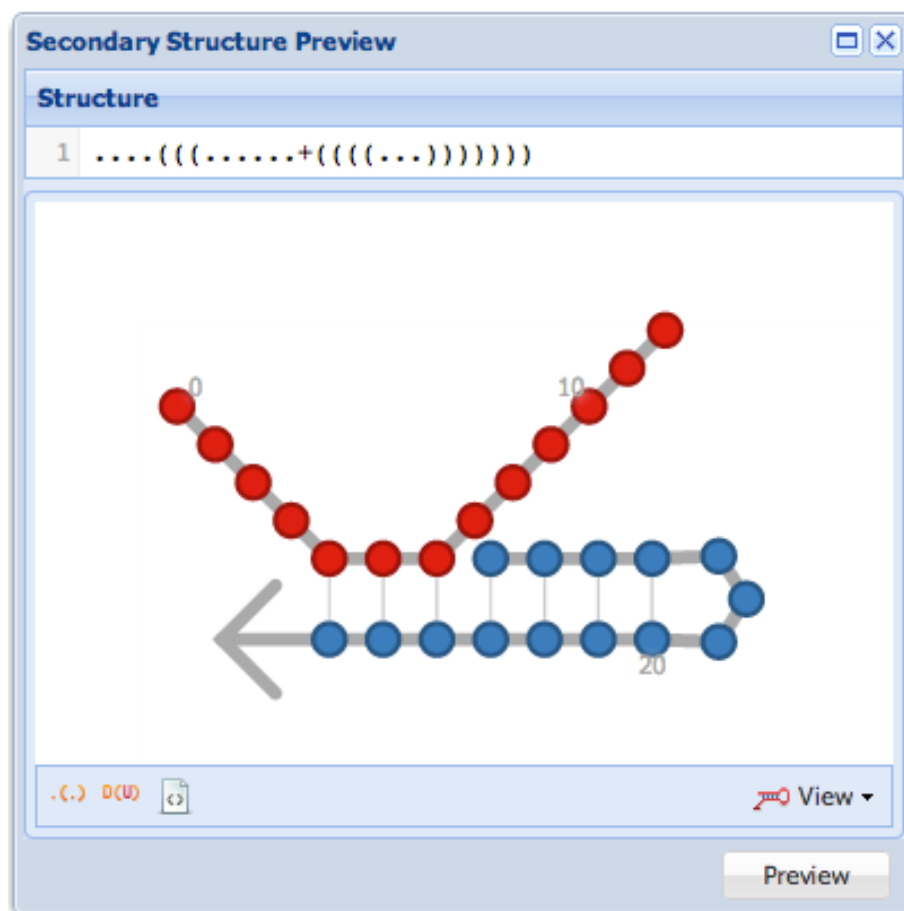 Secondary Structure Preview
Structure
1 ....(((......+((((...)))))))
0
10
20
.(.) D(U) <> View
Preview